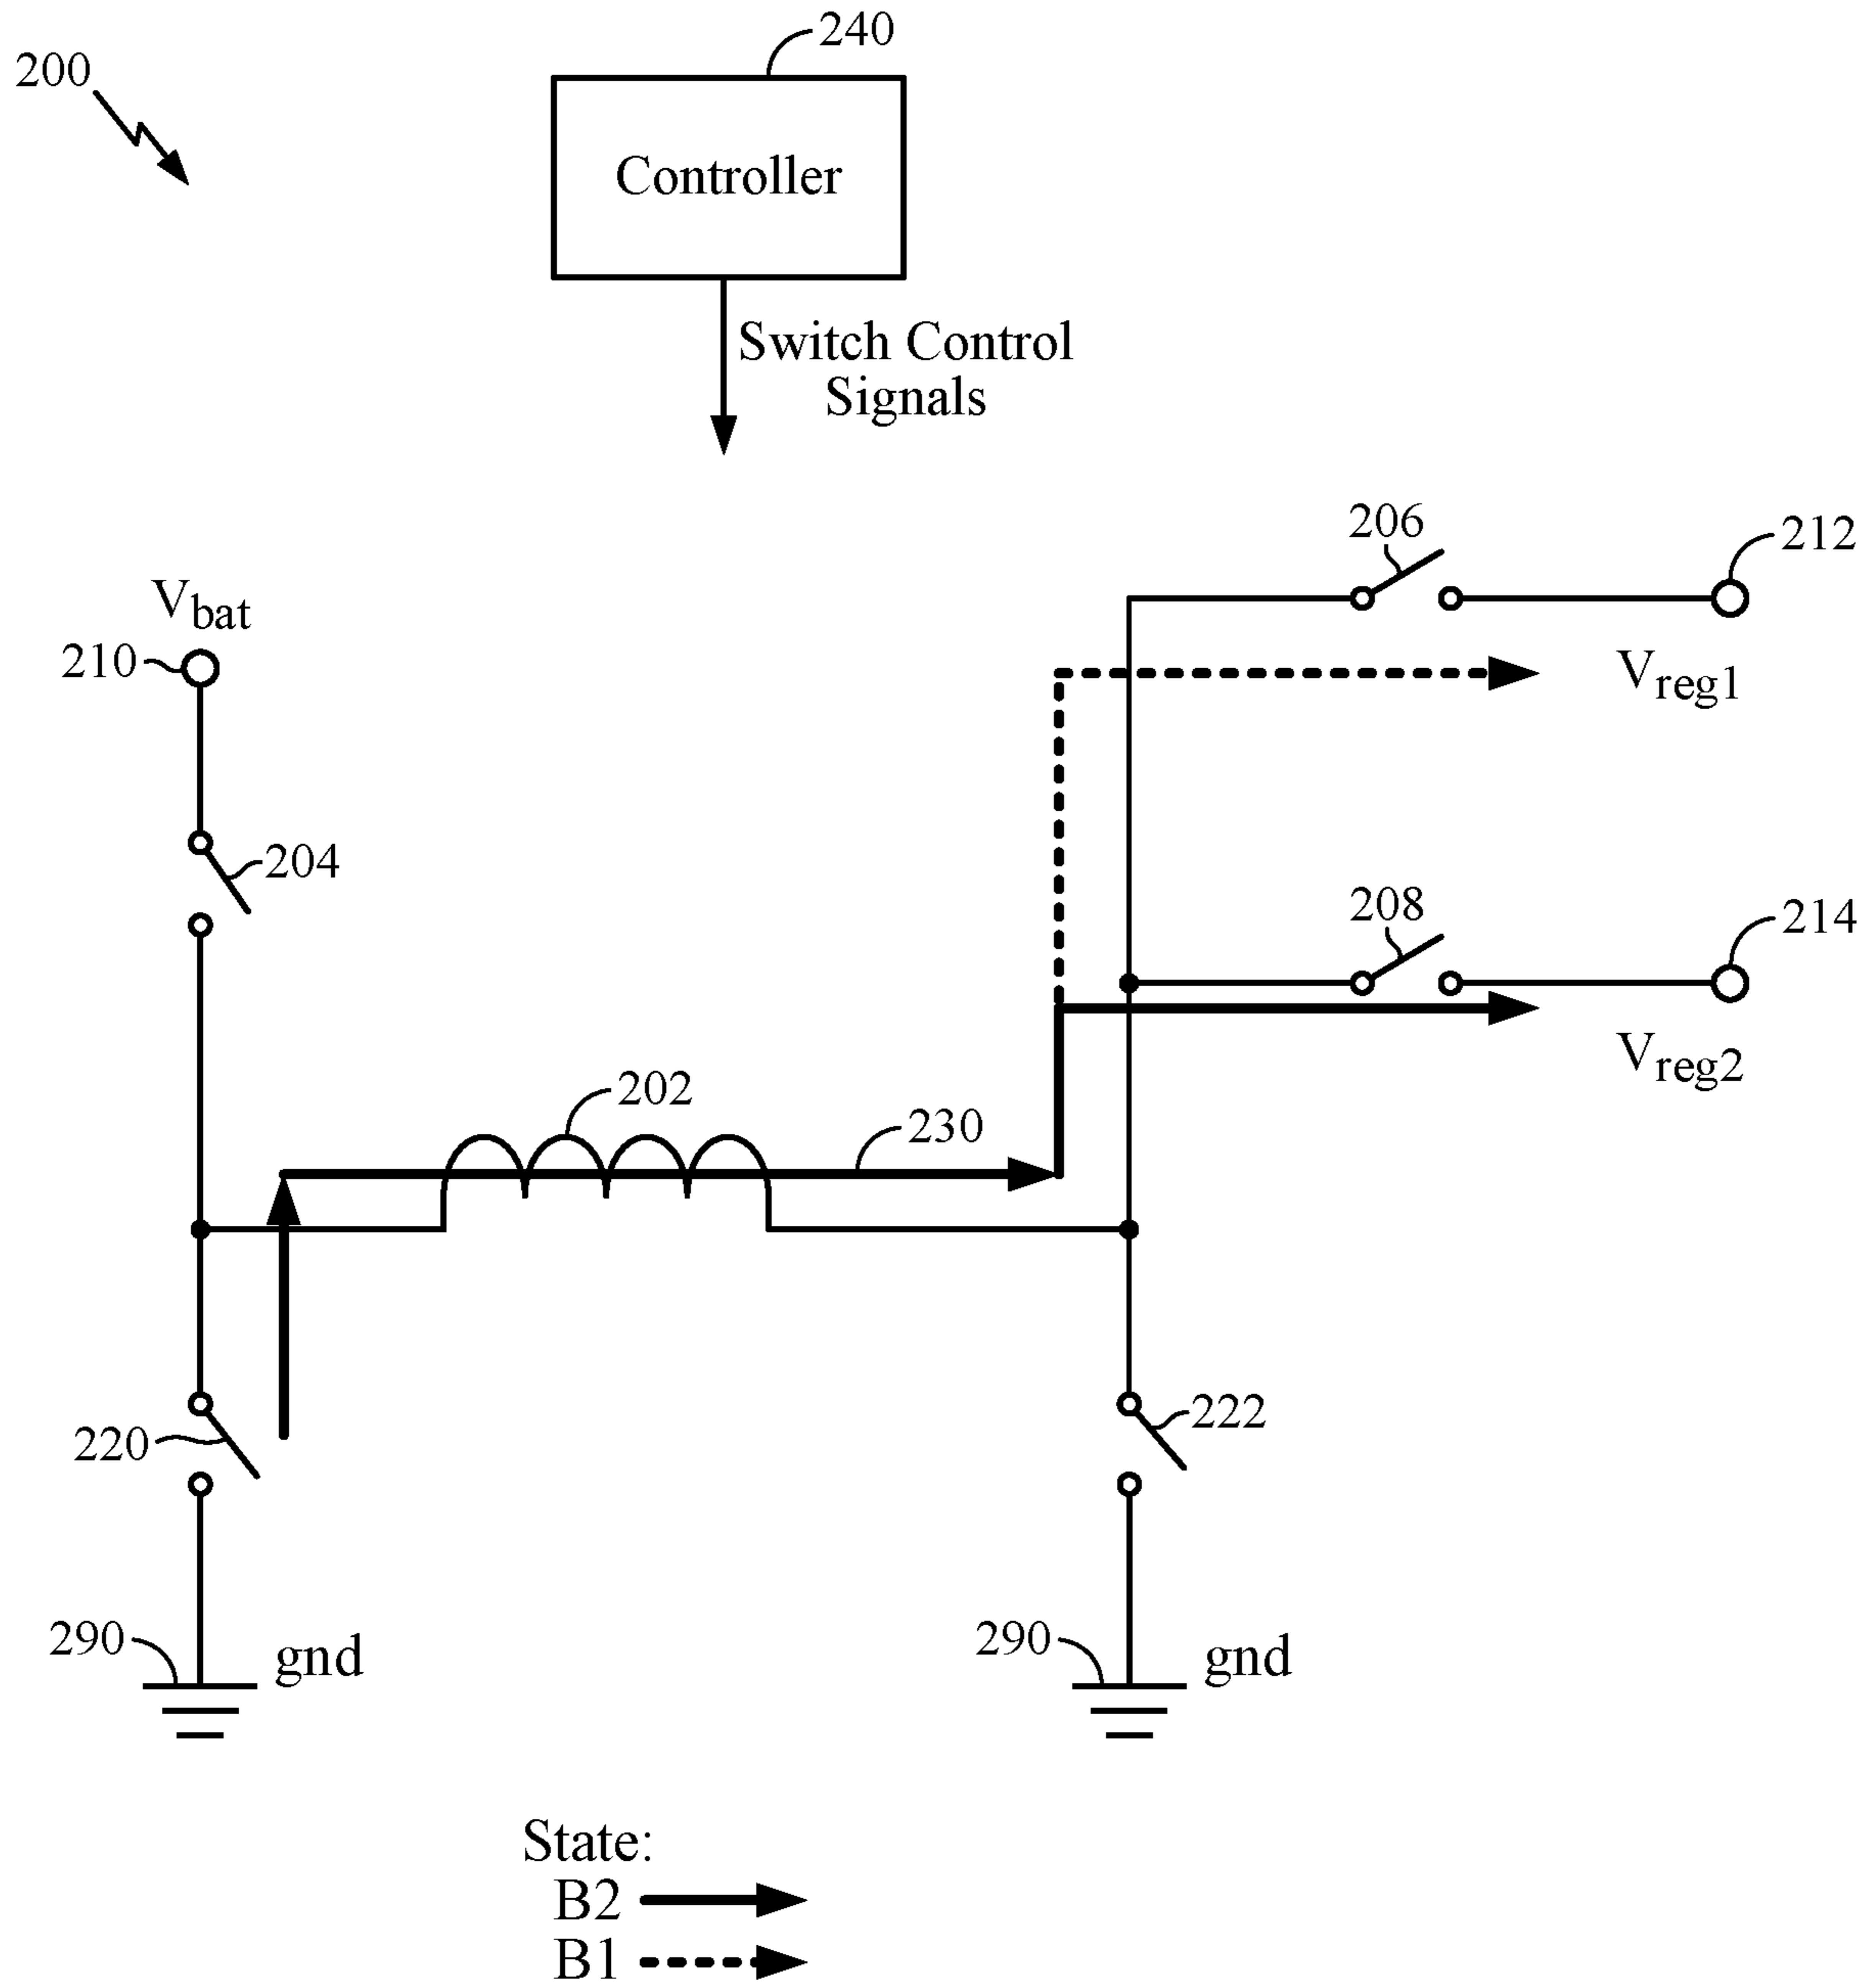 240
200
Controller
Switch Control
Signals
206
212
Vbat
210
Vreg1
204
208
214
Vreg2
202
230
220
222
290
gnd
290
gnd
State:
B2
B1